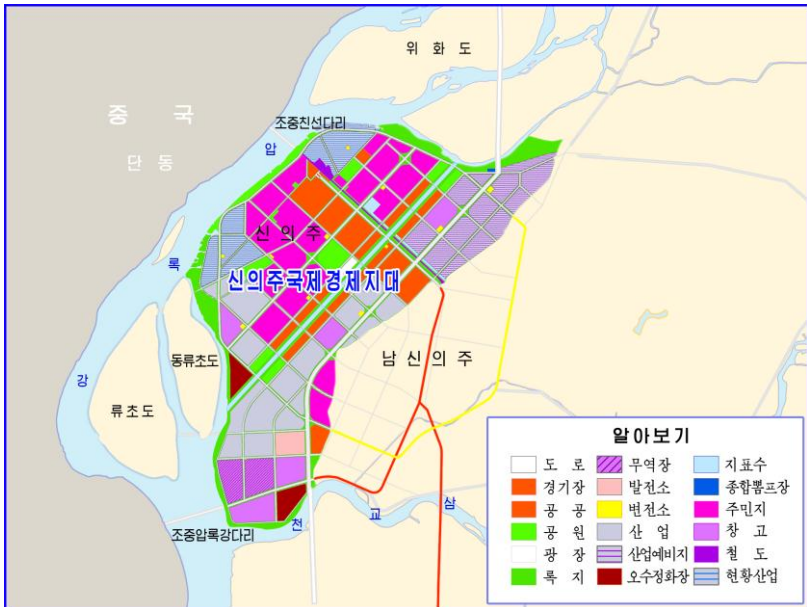 위 화 도
중 국
단 동
조중친선다리
압
신 의 주
록
신의주국제경제지대
강
동류초도
류초도
남 신 의 주
조중압록강다리
천
교
삼
알아보기
도 로
무역장
지표수
경기장
발전소
종합뽐프장
공 공
변전소
주민지
공 원
산 업
창 고
광 장
산업예비지
철 도
록 지
오수정화장
현황산업